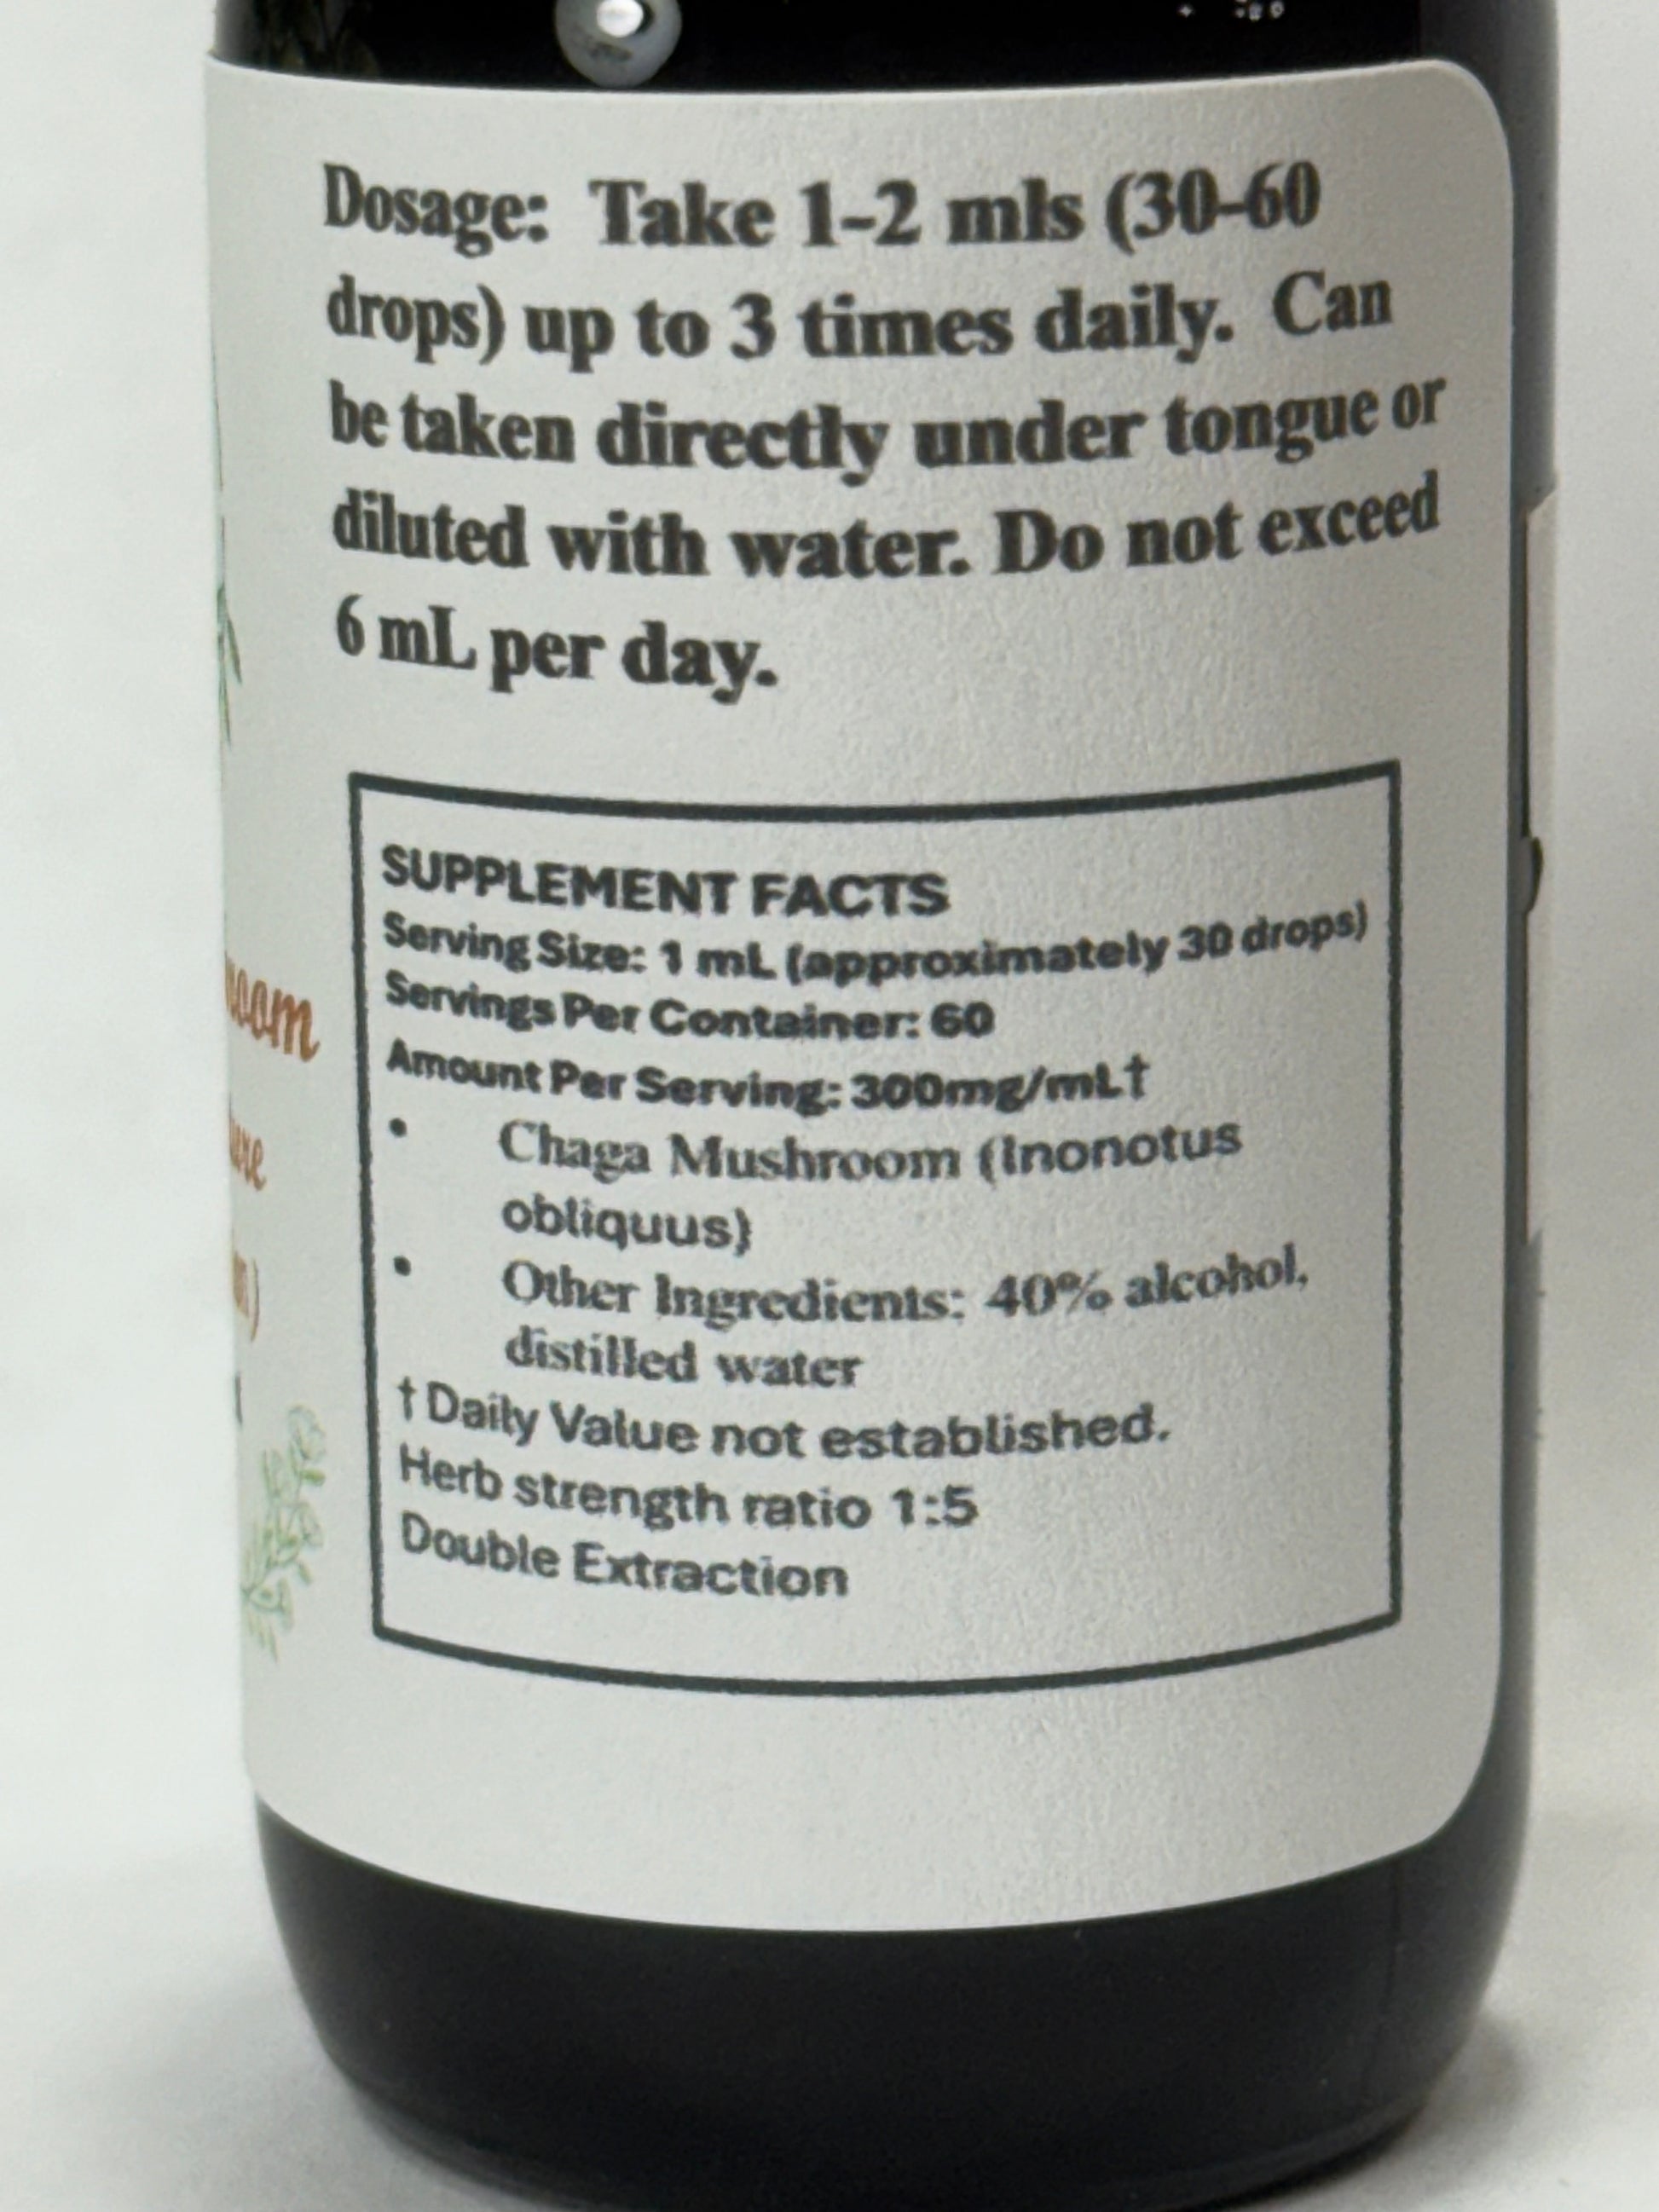 Dosage: Take 1-2 mls (30-60
drops) up to 3 times daily. Can
be taken directly under tongue or
diluted with water. Do not exceed
6 mL per day.
SUPPLEMENT FACTS
Serving Size: 1 mL (approximately 30 drops)
Servings Per Container: 60
Amount Per Serving: 300mg/mL†
• Chaga Mushroom (Inonotus
obliquus)
• Other Ingredients: 40% alcohol,
distilled water
† Daily Value not established.
Herb strength ratio 1:5
Double Extraction